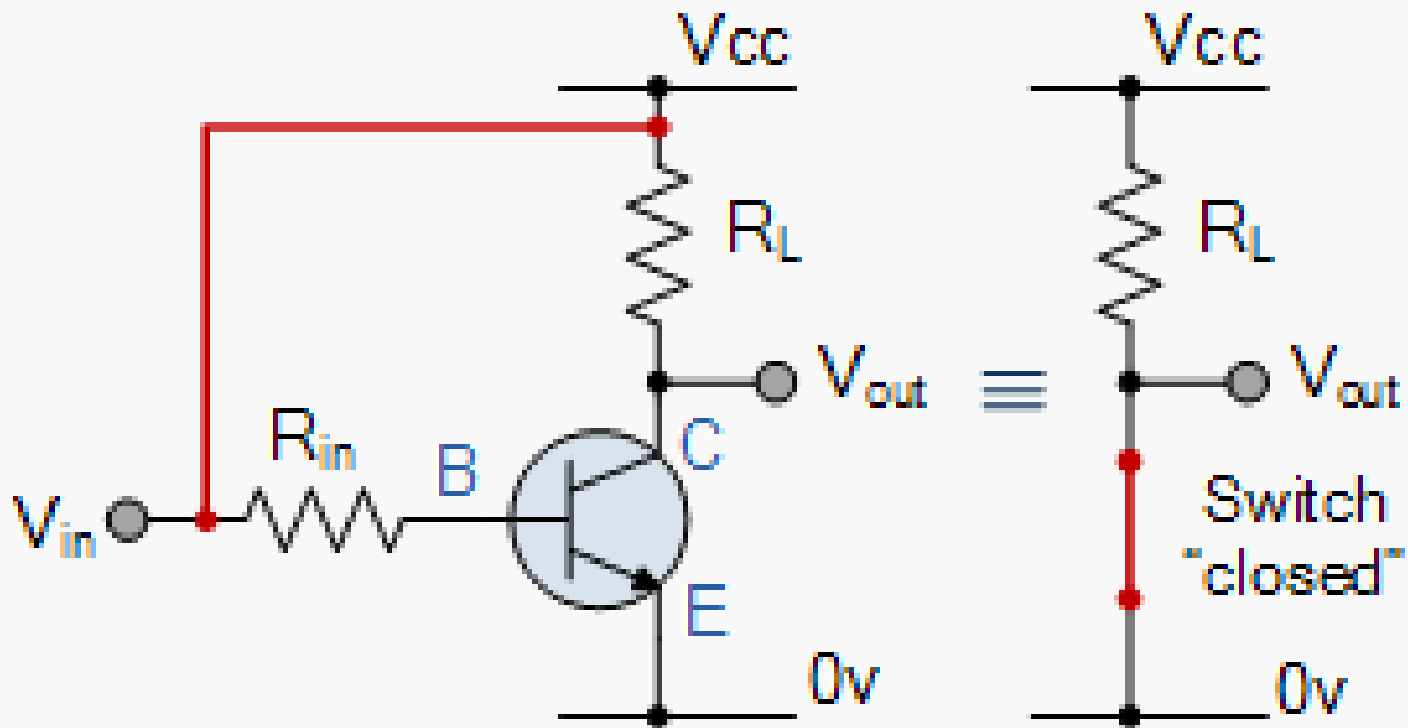 Vcc
RL
Vout
Rin
B
C
Vin
E
0v
≡
Vcc
RL
Vout
Switch
"closed"
0v